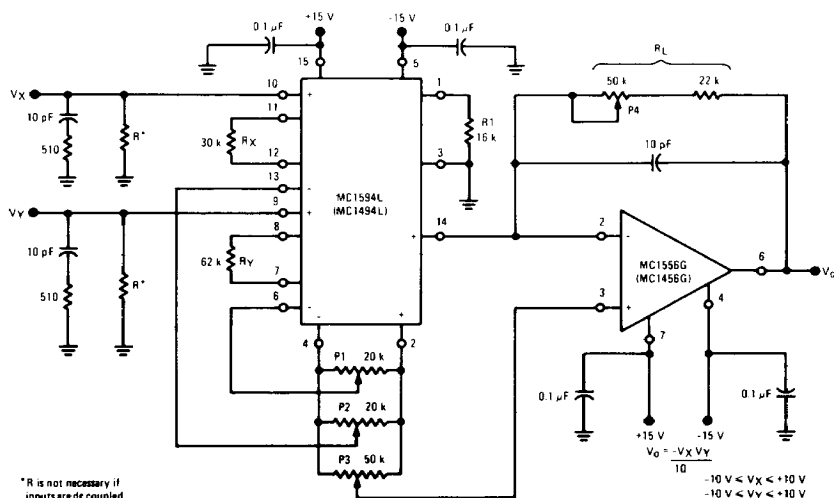 0.1 µF
+15 V
-15 V
0.1 µF
15
5
VX
10
+
1
RL
50 k
22 k
P4
11
10 pF
R*
30 k
RX
R1
16 k
510
12
3
10 pF
13
-
MC1594L
(MC1494L)
VY
9
+
14
+
2
-
8
10 pF
R*
62 k
RY
MC1556G
(MC1456G)
6
Vo
510
7
3
+
4
6
-
7
-
+
4
2
P1
20 k
0.1 µF
0.1 µF
P2
20 k
+15 V
-15 V
P3
50 k
Vo = -VX VY
10
*R is not necessary if
inputs are dc coupled.
-10 V ≤ VX ≤ +10 V
-10 V ≤ VY ≤ +10 V